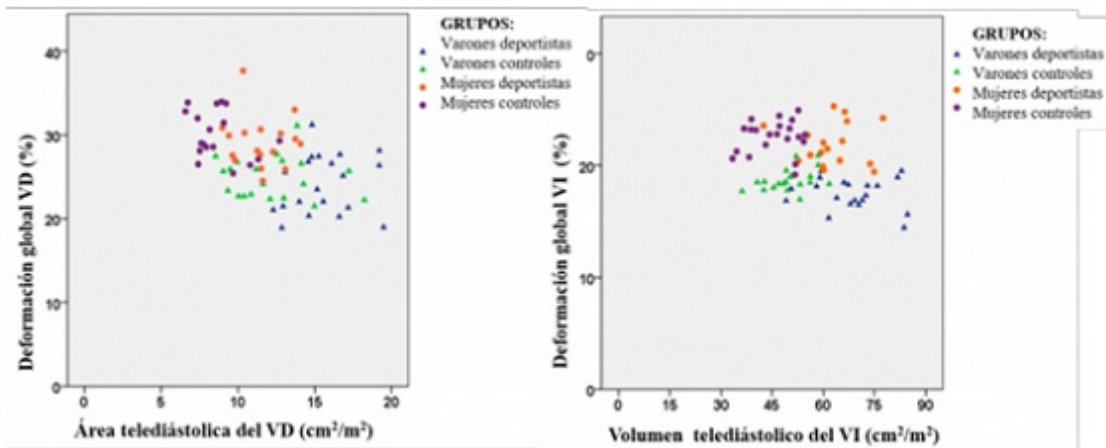 GRUPOS:
Varones deportistas
Varones controles
Mujeres deportistas
Mujeres controles
Deformación global VD (%)
40
30
20
10
0
0
5
10
15
20
Área telediástolica del VD (cm²/m²)
GRUPOS:
Varones deportistas
Varones controles
Mujeres deportistas
Mujeres controles
Deformación global VI (%)
0
20
10
0
0
15
30
45
60
75
90
Volumen telediástolico del VI (cm²/m²)